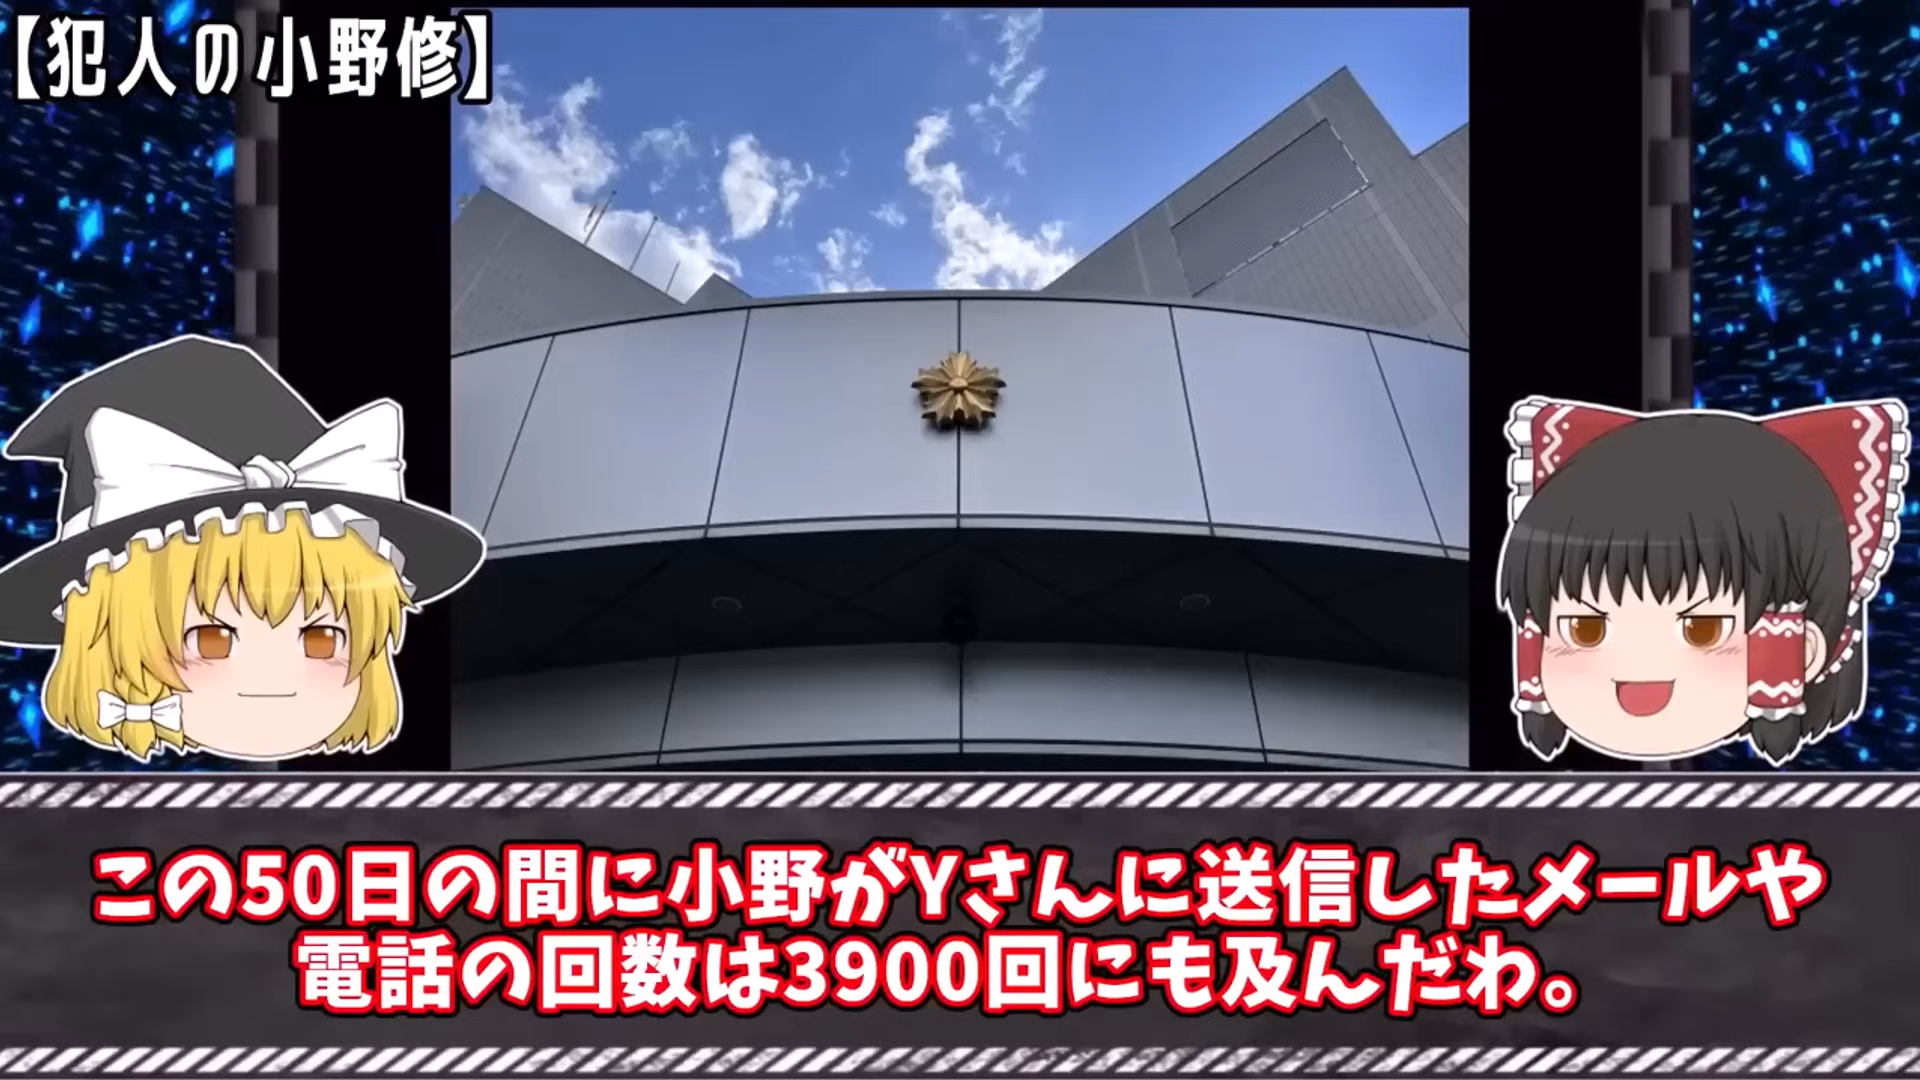 【犯人の小野修】
この50日の間に小野がYさんに送信したメールや
電話の回数は3900回にも及んだわ。